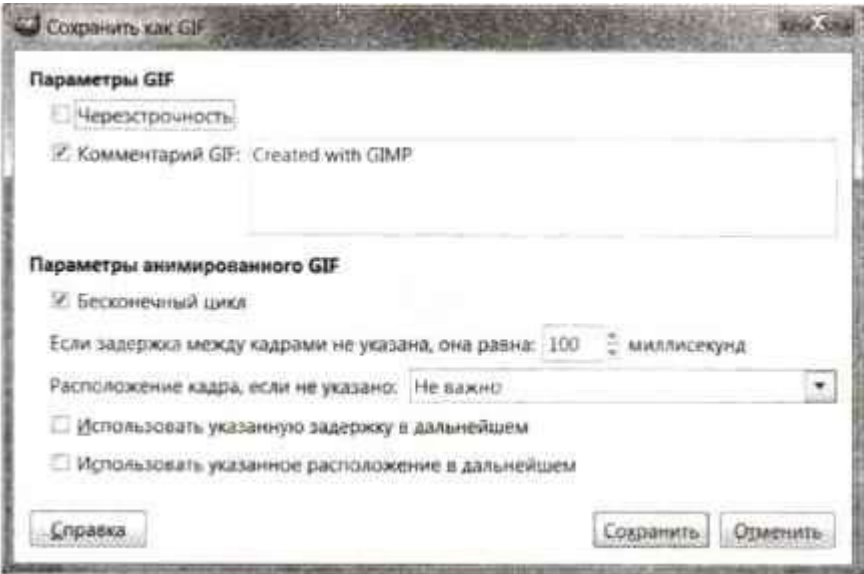 Сохранить как GIF
Параметры GIF
Черезстрочность
Комментарий GIF: Created with GIMP
Параметры анимированного GIF
Бесконечный цикл
Если задержка между кадрами не указана, она равна: 100 миллисекунд
Расположение кадра, если не указано: Не важно
Использовать указанную задержку в дальнейшем
Использовать указанное расположение в дальнейшем
Справка Сохранить Отменить